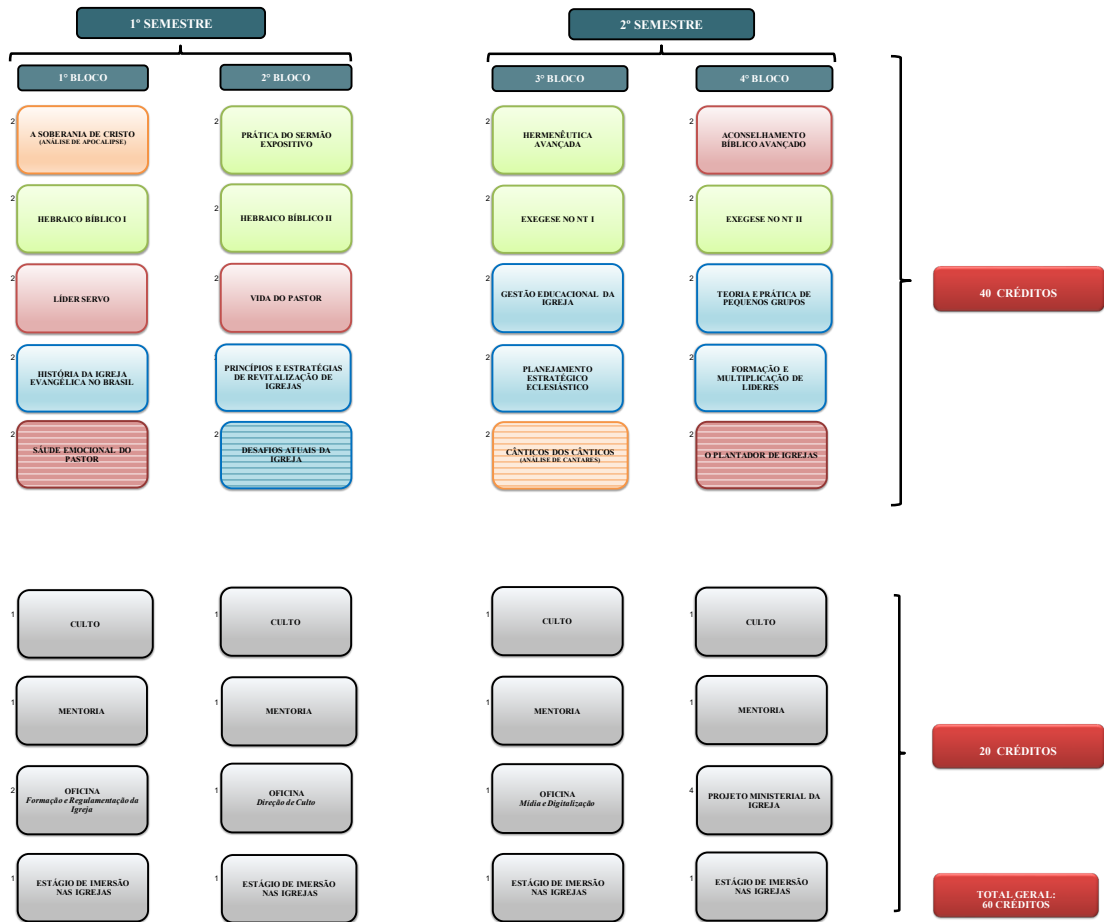 1º SEMESTRE
2º SEMESTRE
1º BLOCO
2º BLOCO
3º BLOCO
4º BLOCO
2
A SOBERANIA DE CRISTO
(ANÁLISE DE APOCALIPSE)
2
PRÁTICA DO SERMÃO
EXPOSITIVO
2
HERMENÊUTICA
AVANÇADA
2
ACONSELHAMENTO
BÍBLICO AVANÇADO
2
HEBRAICO BÍBLICO I
2
HEBRAICO BÍBLICO II
2
EXEGESE NO NT I
2
EXEGESE NO NT II
2
LÍDER SERVO
2
VIDA DO PASTOR
2
GESTÃO EDUCACIONAL DA
IGREJA
2
TEORIA E PRÁTICA DE
PEQUENOS GRUPOS
40 CRÉDITOS
2
HISTÓRIA DA IGREJA
EVANGÉLICA NO BRASIL
PRINCÍPIOS E ESTRATÉGIAS
DE REVITALIZAÇÃO DE
IGREJAS
2
PLANEJAMENTO
ESTRATÉGICO
ECLESIÁSTICO
2
FORMAÇÃO E
MULTIPLICAÇÃO DE
LIDERES
2
SÁUDE EMOCIONAL DO
PASTOR
2
DESAFIOS ATUAIS DA
IGREJA
2
CÂNTICOS DOS CÂNTICOS
(ANÁLISE DE CANTARES)
2
O PLANTADOR DE IGREJAS
1
CULTO
1
CULTO
1
CULTO
1
CULTO
1
MENTORIA
1
MENTORIA
1
MENTORIA
1
MENTORIA
20 CRÉDITOS
2
OFICINA
Formação e Regulamentação da
Igreja
1
OFICINA
Direção de Culto
1
OFICINA
Mídia e Digitalização
4
PROJETO MINISTERIAL DA
IGREJA
1
ESTÁGIO DE IMERSÃO
NAS IGREJAS
1
ESTÁGIO DE IMERSÃO
NAS IGREJAS
1
ESTÁGIO DE IMERSÃO
NAS IGREJAS
1
ESTÁGIO DE IMERSÃO
NAS IGREJAS
TOTAL GERAL:
60 CRÉDITOS